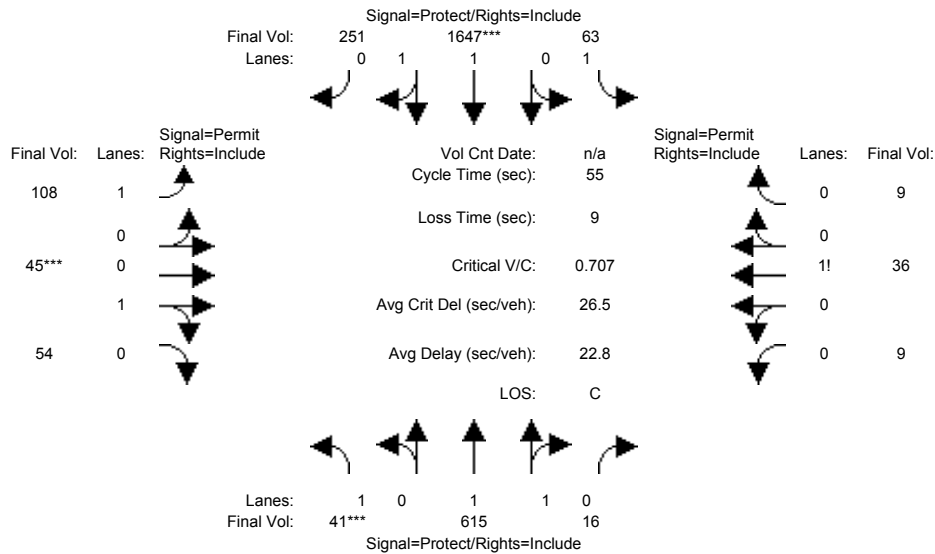 Signal=Protect/Rights=Include
Final Vol: 251 1647*** 63
Lanes: 0 1 1 0 1
Signal=Permit
Final Vol: Lanes: Rights=Include
Vol Cnt Date: n/a
Signal=Permit
Rights=Include Lanes: Final Vol:
Cycle Time (sec): 55
108 1
0 9
Loss Time (sec): 9
0
0
45*** 0
Critical V/C: 0.707
1! 36
1
Avg Crit Del (sec/veh): 26.5
0
54 0
Avg Delay (sec/veh): 22.8
0 9
LOS: C
Lanes: 1 0 1 1 0
Final Vol: 41*** 615 16
Signal=Protect/Rights=Include